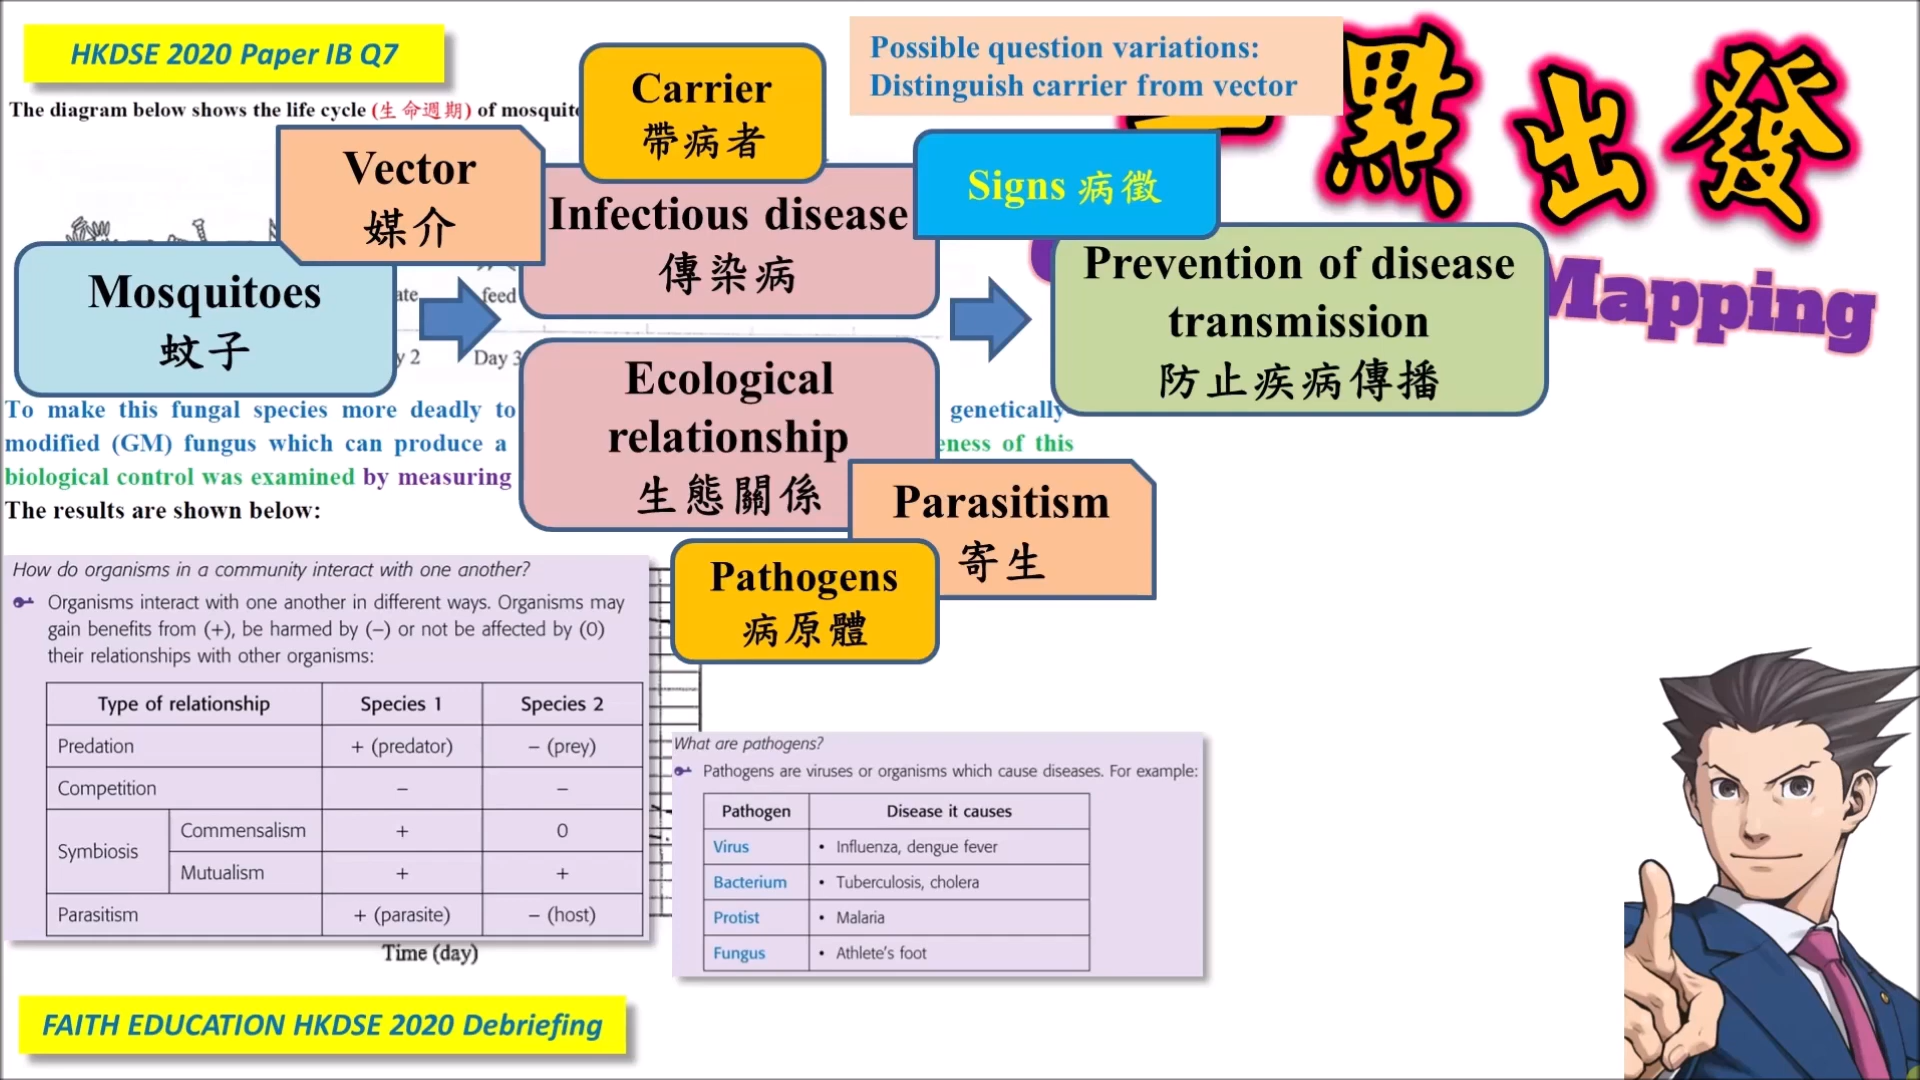 HKDSE 2020 Paper IB Q7
Possible question variations:
Distinguish carrier from vector
點出發
Mapping
The diagram below shows the life cycle (生命週期) of mosquito
Carrier
帶病者
Vector
媒介
Infectious disease
傳染病
Signs 病徵
Mosquitoes
蚊子
feed
Day 3
Prevention of disease
transmission
防止疾病傳播
Ecological
relationship
生態關係
Parasitism
寄生
Pathogens
病原體
To make this fungal species more deadly to
genetically
modified (GM) fungus which can produce a
eness of this
biological control was examined by measuring
The results are shown below:
How do organisms in a community interact with one another?
Organisms interact with one another in different ways. Organisms may
gain benefits from (+), be harmed by (–) or not be affected by (0)
their relationships with other organisms:
Type of relationship Species 1 Species 2
Predation + (predator) – (prey)
Competition – –
Symbiosis
Commensalism + 0
Mutualism + +
Parasitism + (parasite) – (host)
Time (day)
What are pathogens?
Pathogens are viruses or organisms which cause diseases. For example:
Pathogen Disease it causes
Virus • Influenza, dengue fever
Bacterium • Tuberculosis, cholera
Protist • Malaria
Fungus • Athlete's foot
FAITH EDUCATION HKDSE 2020 Debriefing